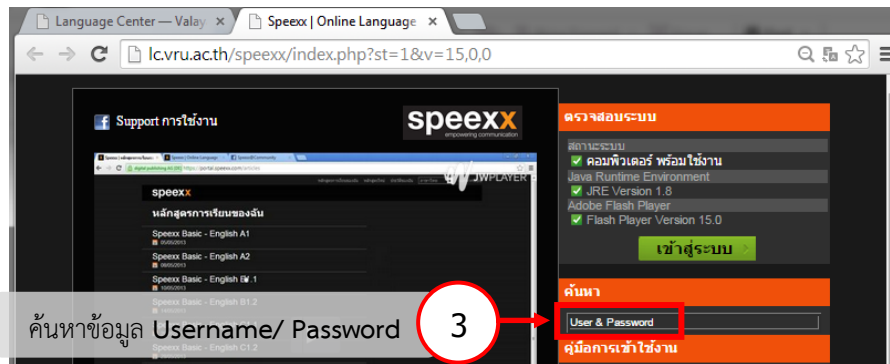 Language Center — Valay
Speexx | Online Language
lc.vru.ac.th/speexx/index.php?st=1&v=15,0,0
Support การใช้งาน
speexx
empowering communication
ตรวจสอบระบบ
สถานะระบบ
คอมพิวเตอร์ พร้อมใช้งาน
Java Runtime Environment
JRE Version 1.8
Adobe Flash Player
Flash Player Version 15.0
เข้าสู่ระบบ
JWPLAYER
speexx
หลักสูตรการเรียนของฉัน
Speexx Basic - English A1
Speexx Basic - English A2
Speexx Basic - English
Speexx Basic - English B1.2
ค้นหา
User & Password
คู่มือการเข้าใช้งาน
ค้นหาข้อมูล Username/ Password
3